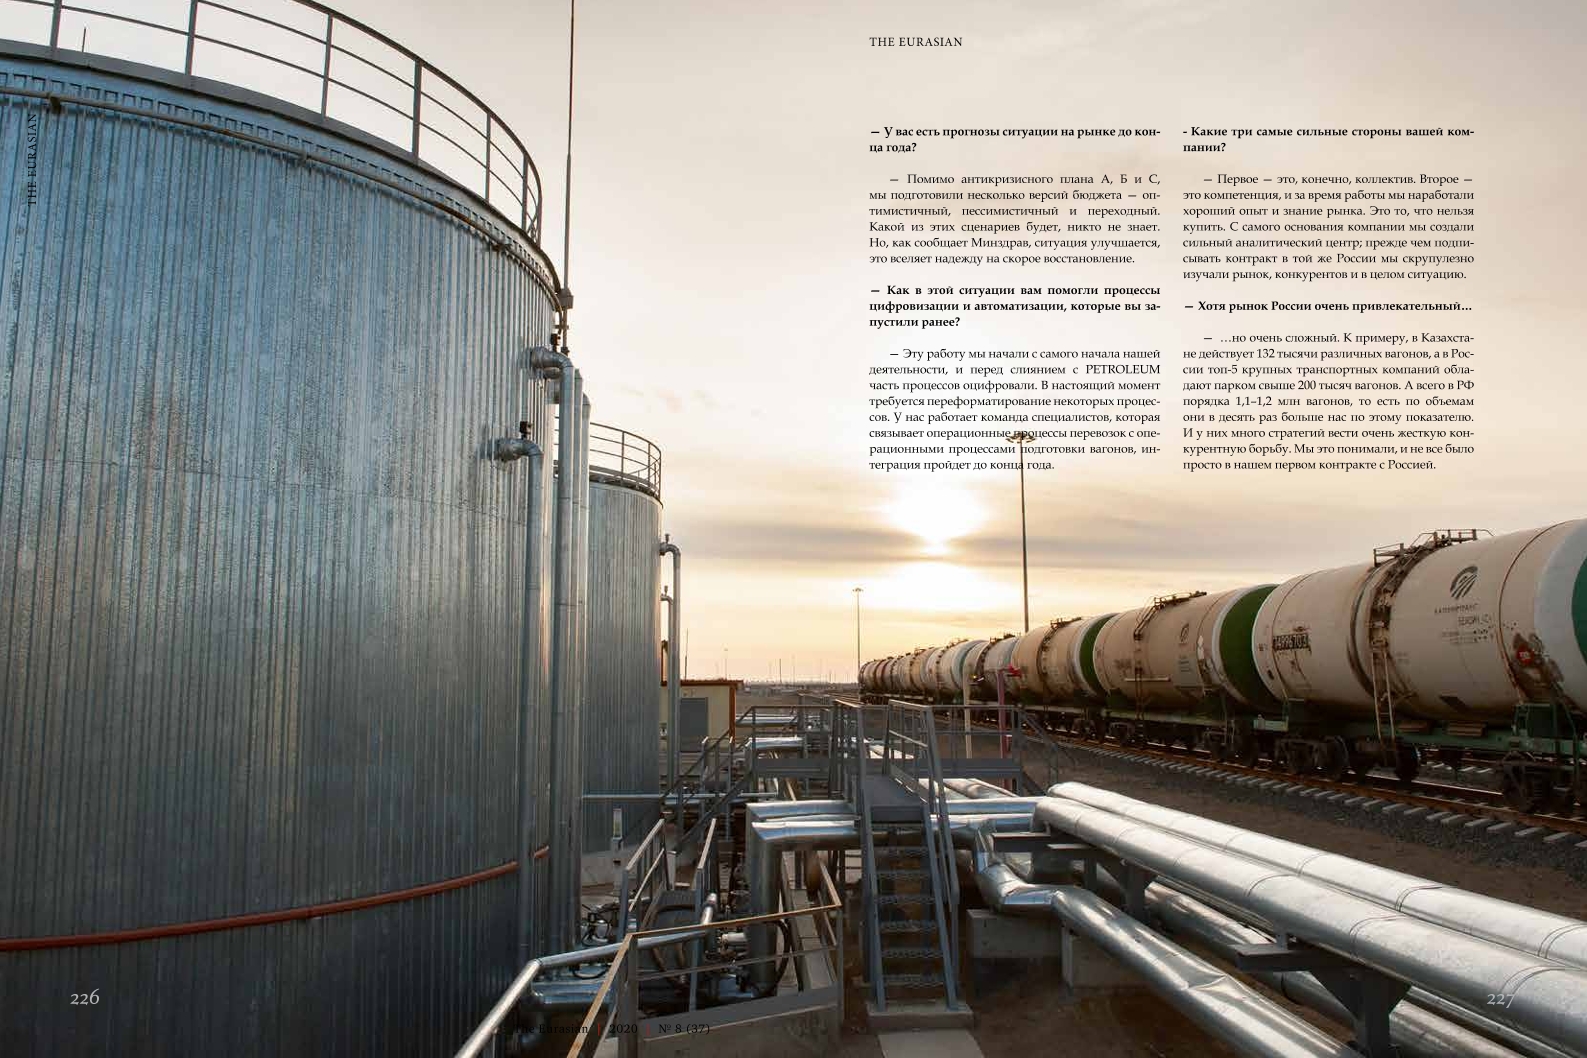 THE EURASIAN
THE EURASIAN
— У вас есть прогнозы ситуации на рынке до кон-
ца года?
— Помимо антикризисного плана А, Б и С,
мы подготовили несколько версий бюджета — оп-
тимистичный, пессимистичный и переходный.
Какой из этих сценариев будет, никто не знает.
Но, как сообщает Минздрав, ситуация улучшается,
это вселяет надежду на скорое восстановление.
— Как в этой ситуации вам помогли процессы
цифровизации и автоматизации, которые вы за-
пустили ранее?
— Эту работу мы начали с самого начала нашей
деятельности, и перед слиянием с PETROLEUM
часть процессов оцифровали. В настоящий момент
требуется переформатирование некоторых процес-
сов. У нас работает команда специалистов, которая
связывает операционные процессы перевозок с опе-
рационными процессами подготовки вагонов, ин-
теграция пройдет до конца года.
- Какие три самые сильные стороны вашей ком-
пании?
— Первое — это, конечно, коллектив. Второе —
это компетенция, и за время работы мы наработали
хороший опыт и знание рынка. Это то, что нельзя
купить. С самого основания компании мы создали
сильный аналитический центр; прежде чем подпи-
сывать контракт в той же России мы скрупулезно
изучали рынок, конкурентов и в целом ситуацию.
— Хотя рынок России очень привлекательный…
— …но очень сложный. К примеру, в Казахста-
не действует 132 тысячи различных вагонов, а в Рос-
сии топ-5 крупных транспортных компаний обла-
дают парком свыше 200 тысяч вагонов. А всего в РФ
порядка 1,1–1,2 млн вагонов, то есть по объемам
они в десять раз больше нас по этому показателю.
И у них много стратегий вести очень жесткую кон-
курентную борьбу. Мы это понимали, и не все было
просто в нашем первом контракте с Россией.
226
227
The Eurasian 2020 № 8 (37)